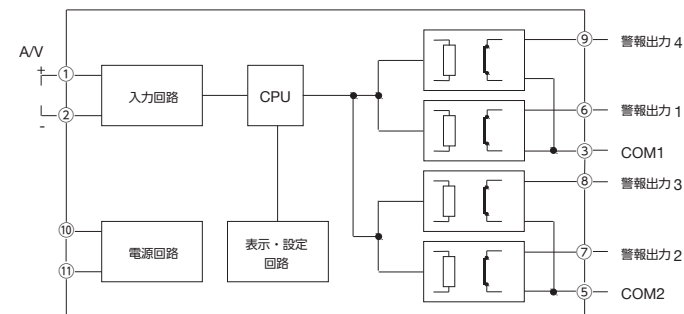 A/V
+
①
②
-
入力回路
CPU
⑩
⑪
電源回路
表示・設定
回路
⑨ 警報出力 4
⑥ 警報出力 1
③ COM1
⑧ 警報出力 3
⑦ 警報出力 2
⑤ COM2